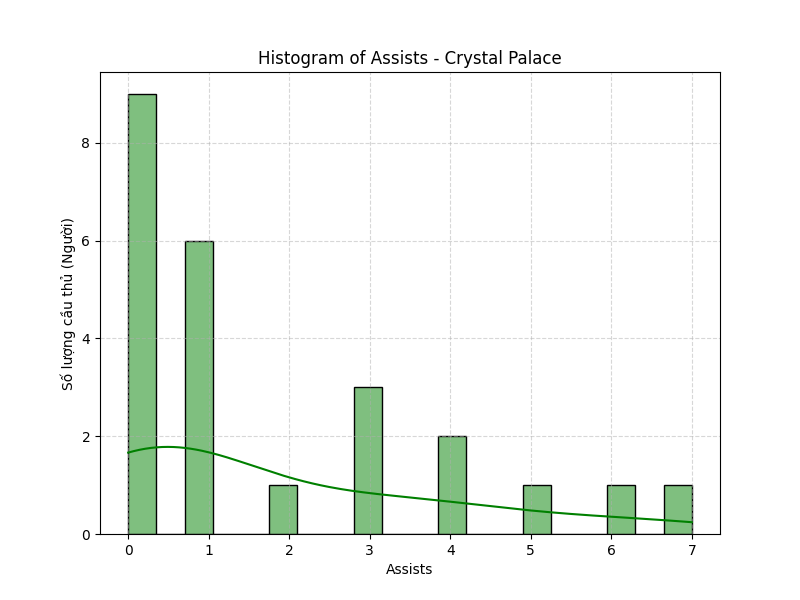 Histogram of Assists - Crystal Palace
Số lượng cầu thủ (Người)
8
6
4
2
0
0 1 2 3 4 5 6 7
Assists